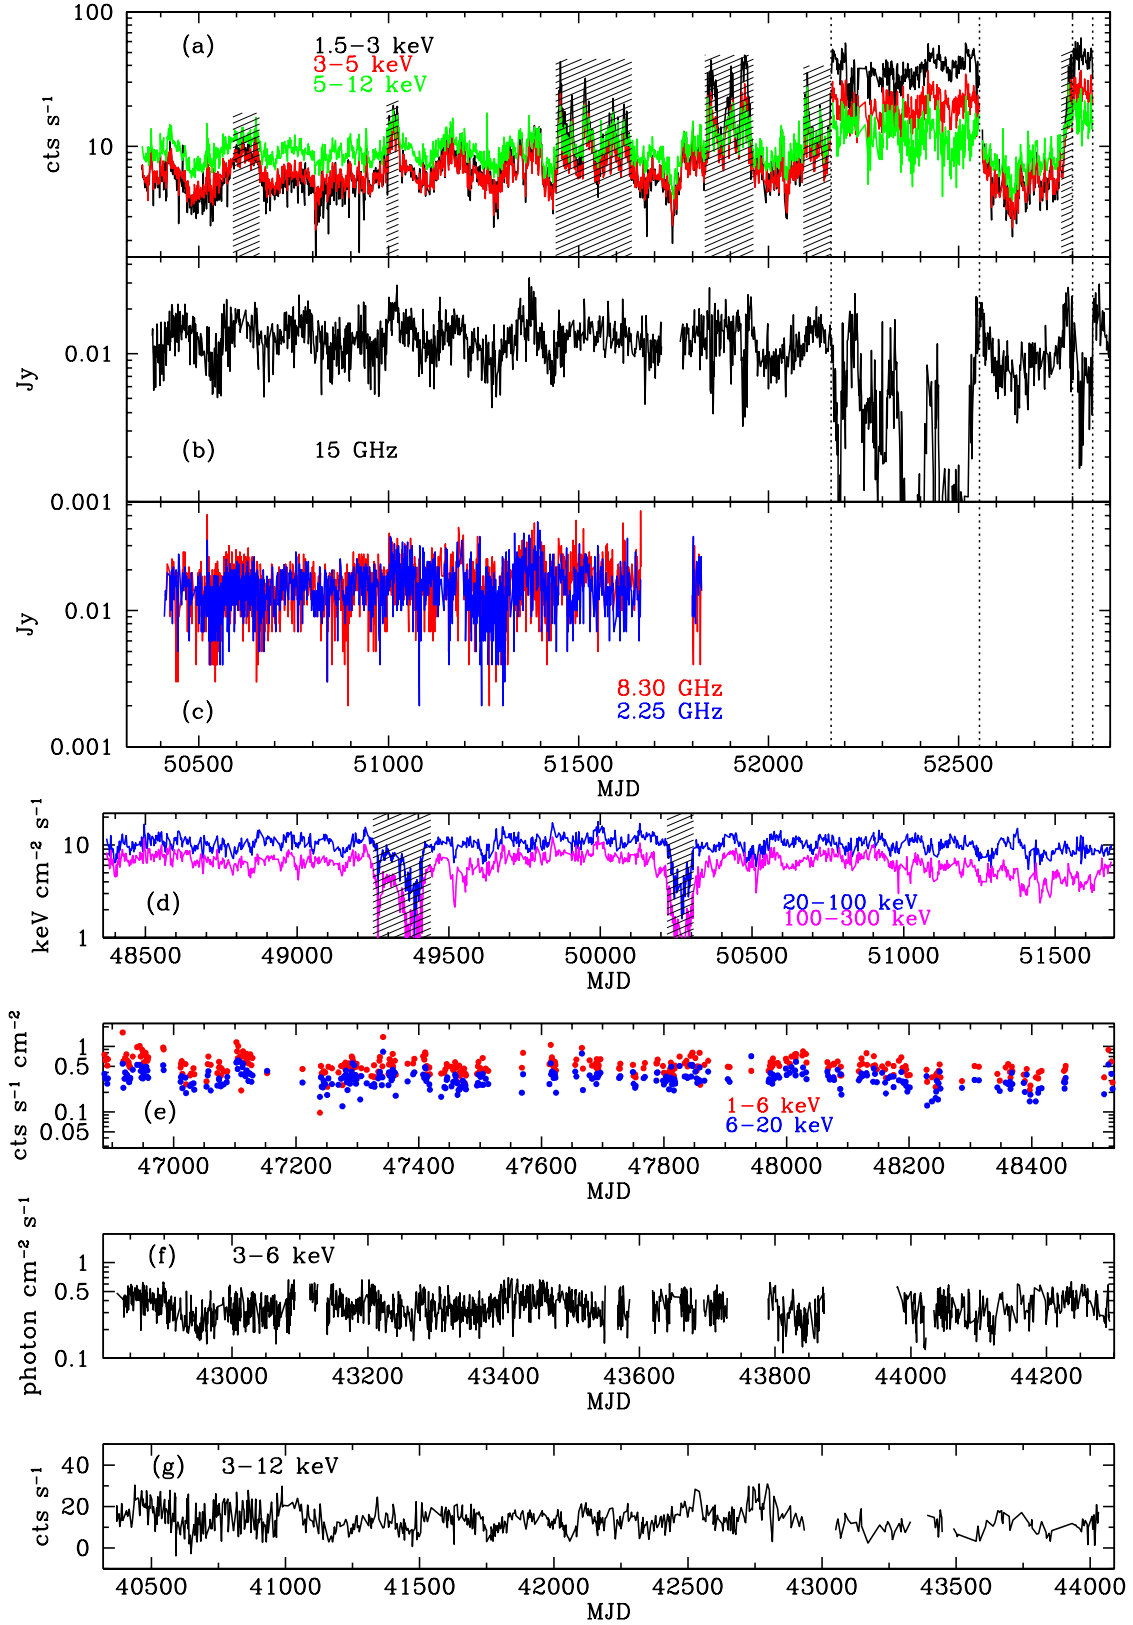 100
10
cts s⁻¹
(a)
1.5−3 keV
3−5 keV
5−12 keV
0.01
0.001
Jy
(b)
15 GHz
0.01
0.001
Jy
(c)
8.30 GHz
2.25 GHz
50500 51000 51500 52000 52500
MJD
10
1
keV cm⁻² s⁻¹
(d)
20−100 keV
100−300 keV
48500 49000 49500 50000 50500 51000 51500
MJD
1
0.5
0.1
0.05
cts s⁻¹ cm⁻²
(e)
1−6 keV
6−20 keV
47000 47200 47400 47600 47800 48000 48200 48400
MJD
1
0.5
0.1
photon cm⁻² s⁻¹
(f) 3−6 keV
43000 43200 43400 43600 43800 44000 44200
MJD
40
20
0
cts s⁻¹
(g) 3−12 keV
40500 41000 41500 42000 42500 43000 43500 44000
MJD